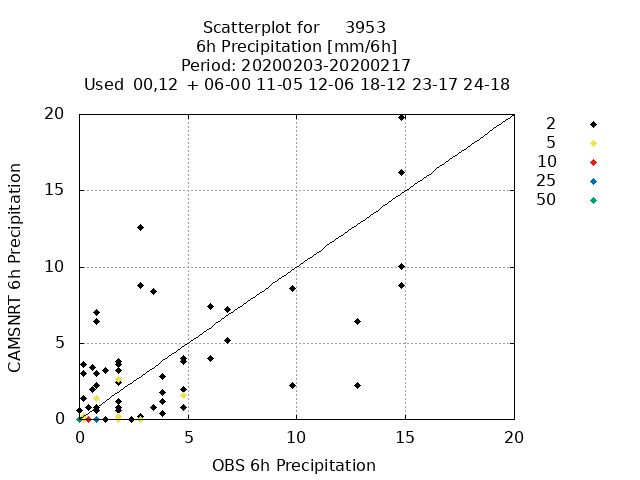 Scatterplot for 3953
6h Precipitation [mm/6h]
Period: 20200203-20200217
Used 00,12 + 06-00 11-05 12-06 18-12 23-17 24-18
20
15
10
5
0
0 5 10 15 20
CAMSNRT 6h Precipitation
OBS 6h Precipitation
2
5
10
25
50